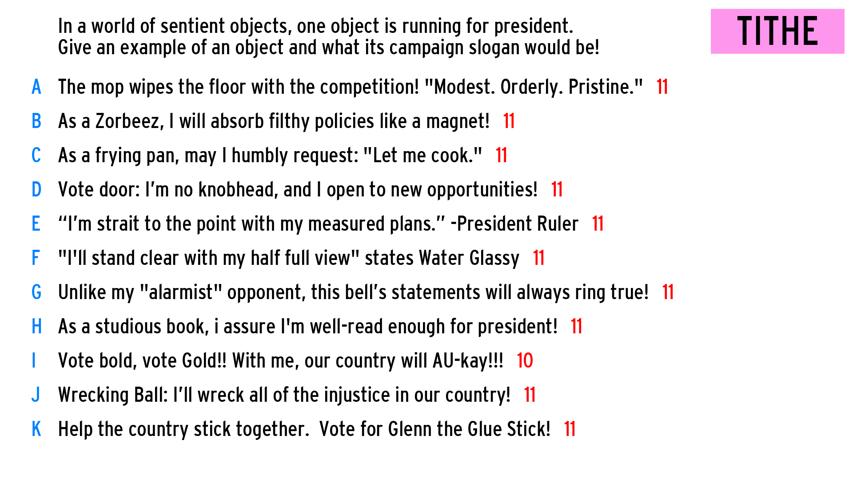 In a world of sentient objects, one object is running for president.
Give an example of an object and what its campaign slogan would be!
TITHE
A The mop wipes the floor with the competition! "Modest. Orderly. Pristine." 11
B As a Zorbeez, I will absorb filthy policies like a magnet! 11
C As a frying pan, may I humbly request: "Let me cook." 11
D Vote door: I'm no knobhead, and I open to new opportunities! 11
E “I'm strait to the point with my measured plans.” -President Ruler 11
F "I'll stand clear with my half full view" states Water Glassy 11
G Unlike my "alarmist" opponent, this bell's statements will always ring true! 11
H As a studious book, i assure I'm well-read enough for president! 11
I Vote bold, vote Gold!! With me, our country will AU-kay!!! 10
J Wrecking Ball: I'll wreck all of the injustice in our country! 11
K Help the country stick together.  Vote for Glenn the Glue Stick! 11